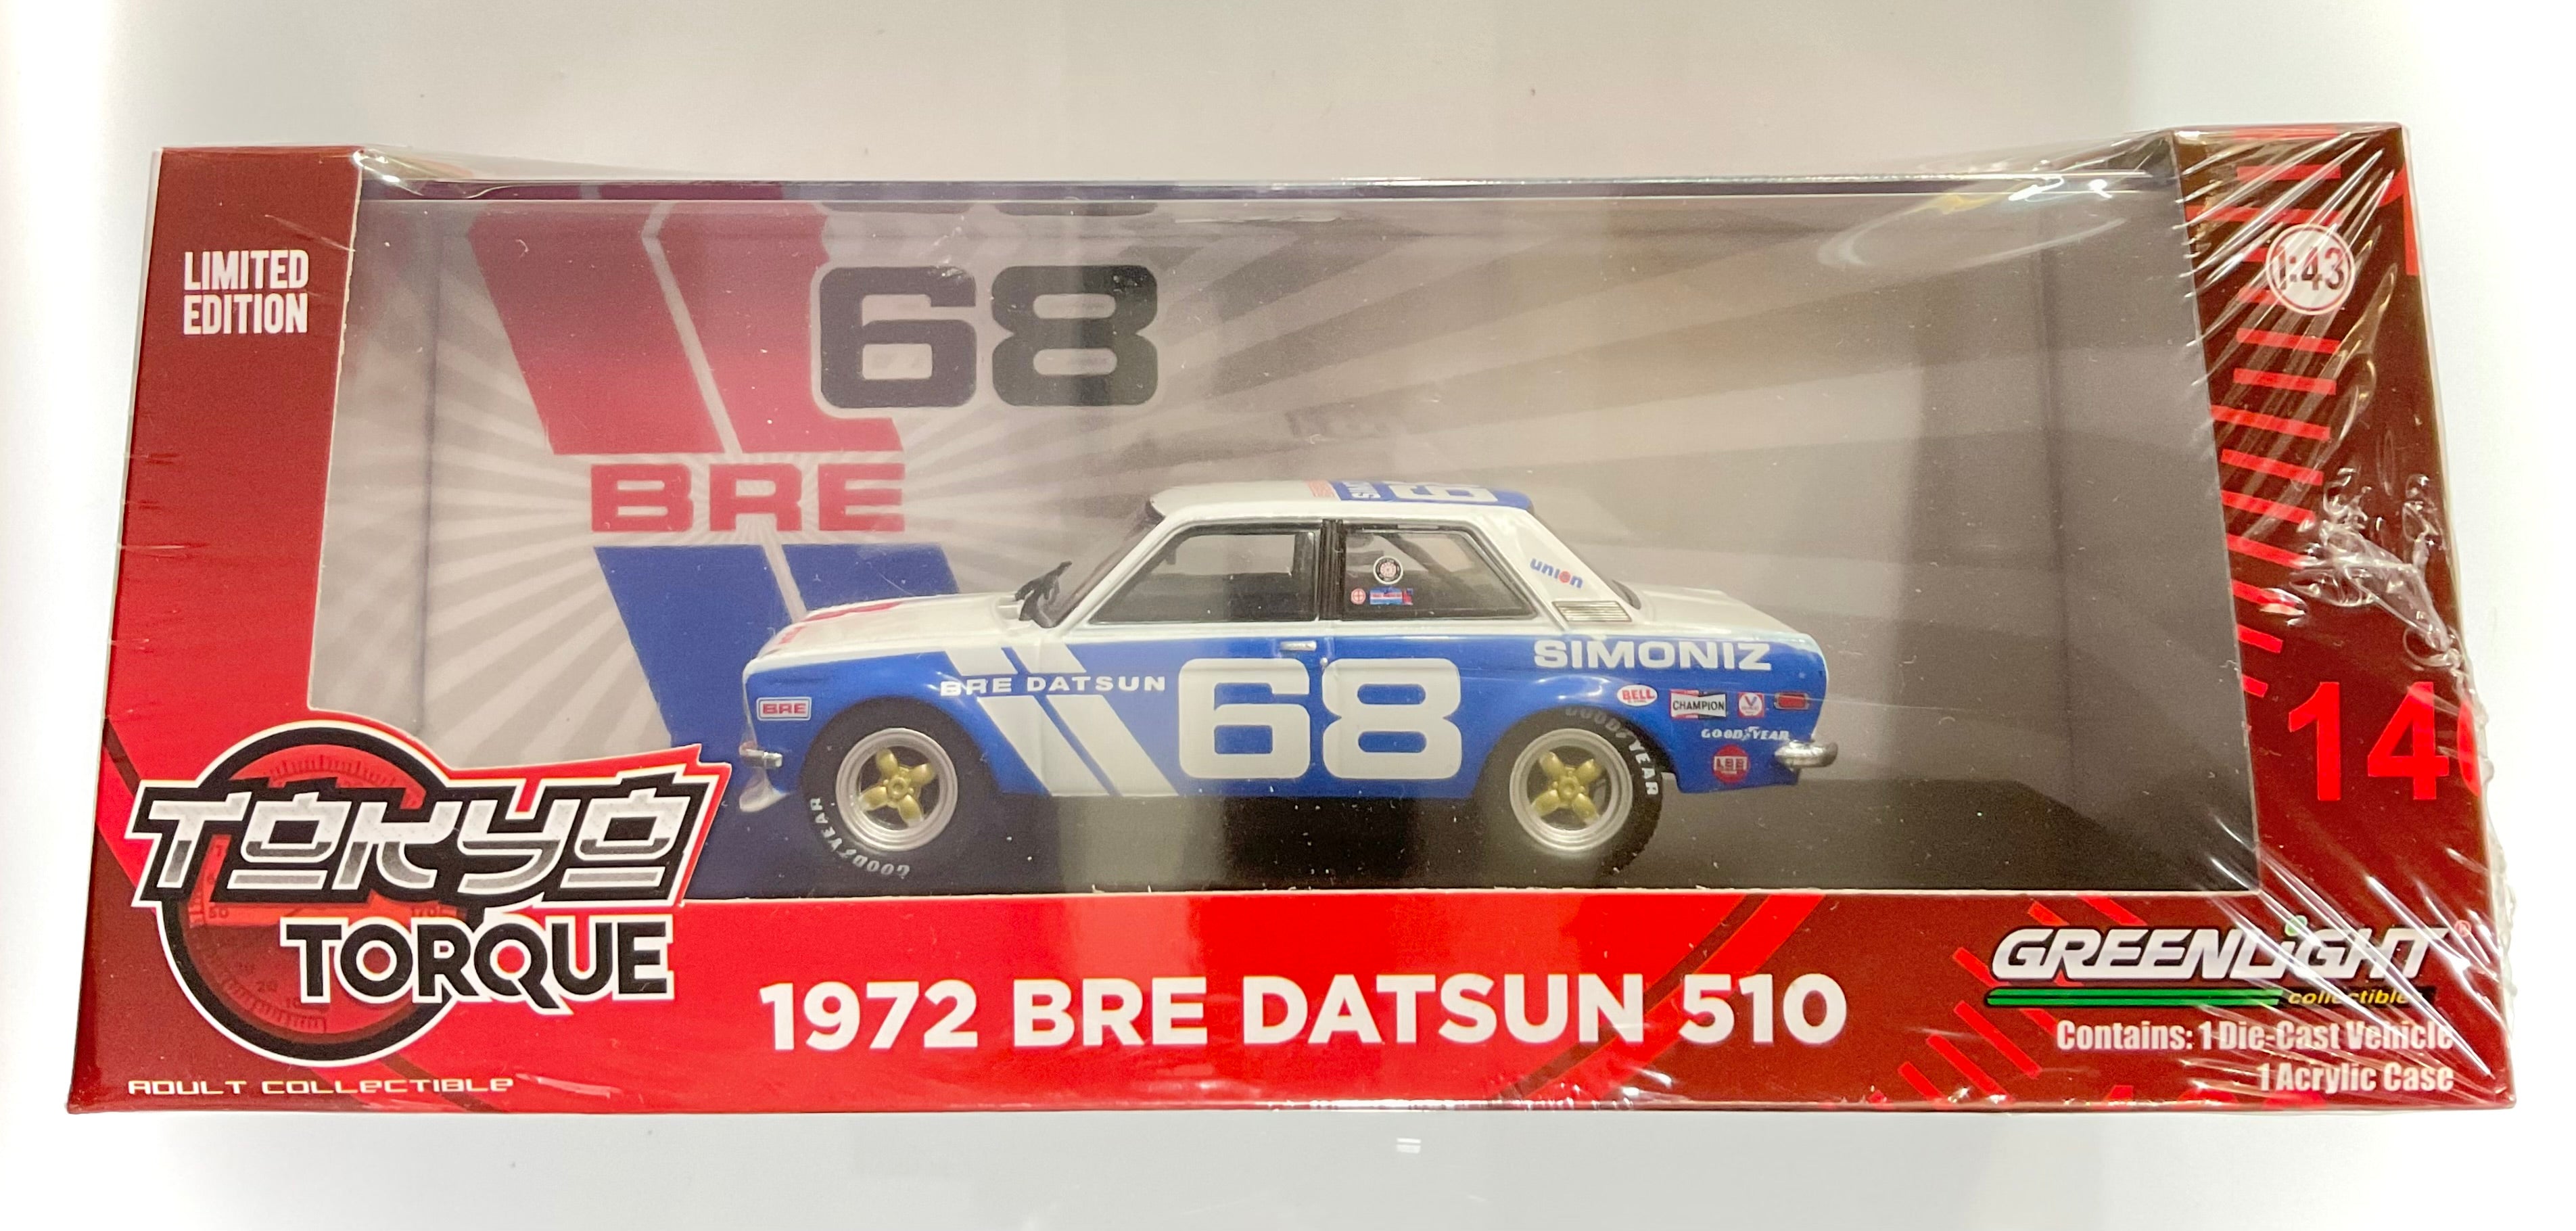 LIMITED
EDITION
68
BRE
1:43
union
SIMONIZ
BRE DATSUN
68
BRE
BELL
CHAMPION
GOODYEAR
GOODYEAR
GOODYEAR
14
TOKYO
TORQUE
ADULT COLLECTIBLE
1972 BRE DATSUN 510
GREENLIGHT®
collectibles
Contains: 1 Die-Cast Vehicle
1 Acrylic Case